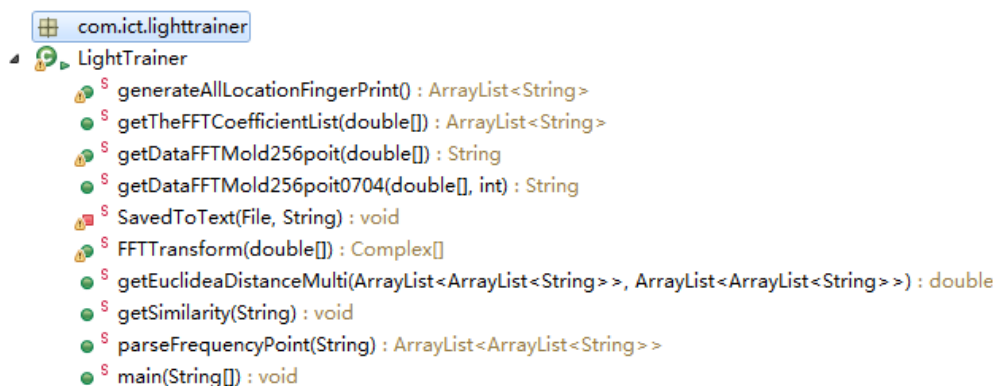 com.ict.lighttrainer
LightTrainer
S generateAllLocationFingerPrint() : ArrayList<String>
S getTheFFTCoefficientList(double[]) : ArrayList<String>
S getDataFFTMold256poit(double[]) : String
S getDataFFTMold256poit0704(double[], int) : String
S SavedToText(File, String) : void
S FFTTransform(double[]) : Complex[]
S getEuclideaDistanceMulti(ArrayList<ArrayList<String>>, ArrayList<ArrayList<String>>) : double
S getSimilarity(String) : void
S parseFrequencyPoint(String) : ArrayList<ArrayList<String>>
S main(String[]) : void